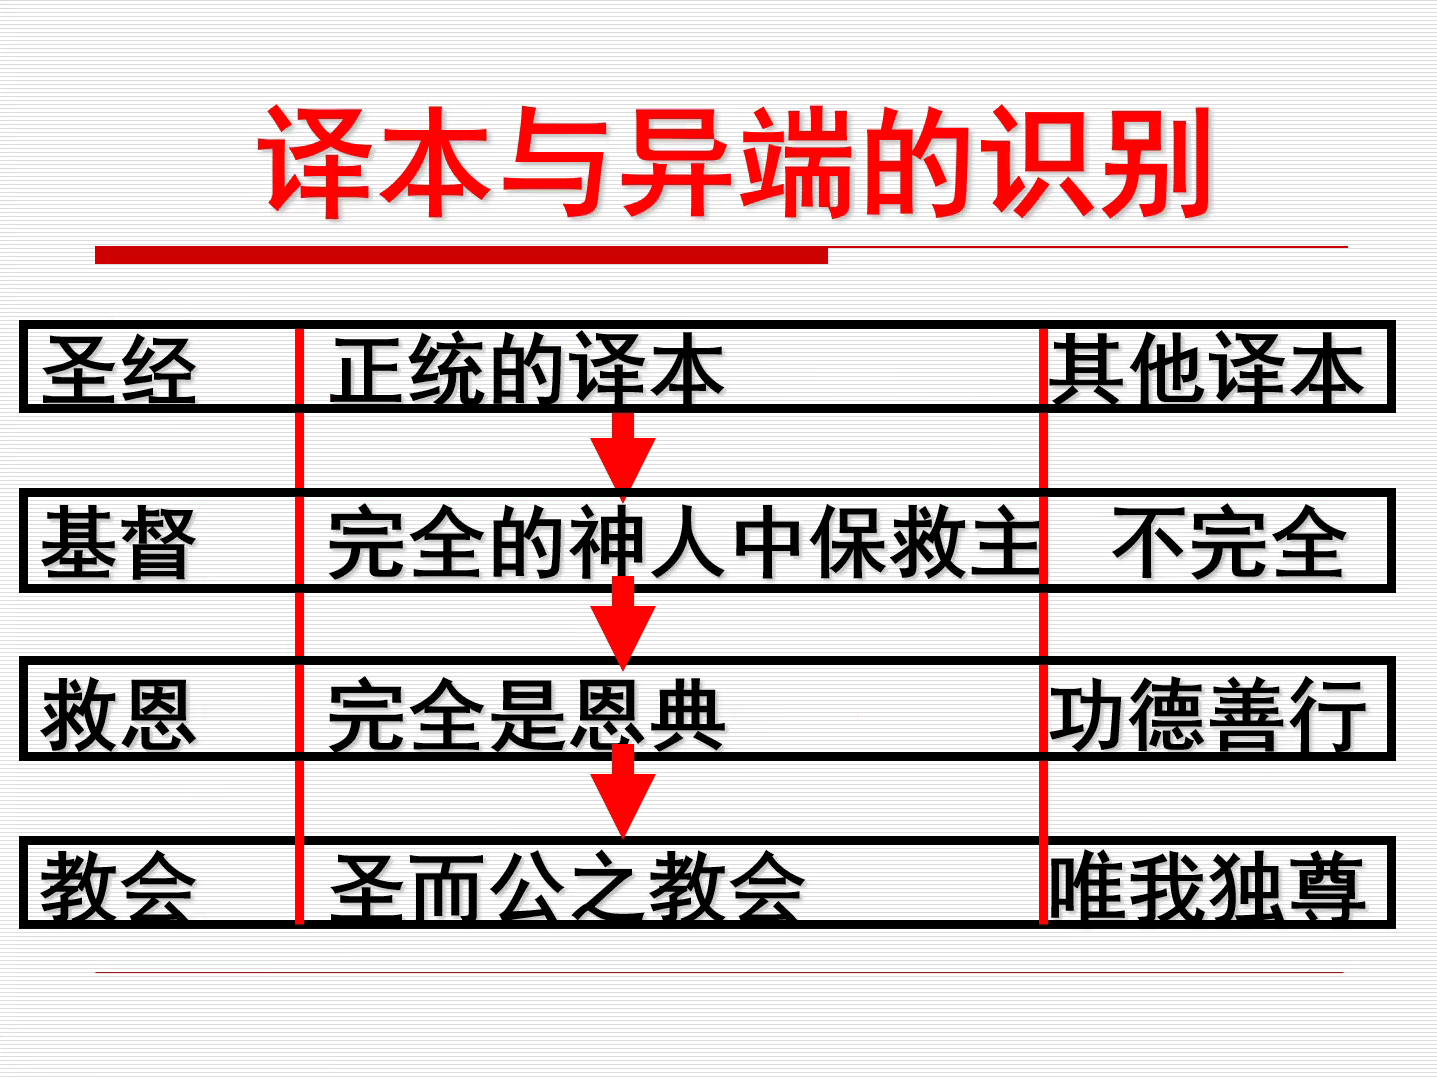 译本与异端的识别
圣经 正统的译本 其他译本
基督 完全的神人中保救主 不完全
救恩 完全是恩典 功德善行
教会 圣而公之教会 唯我独尊